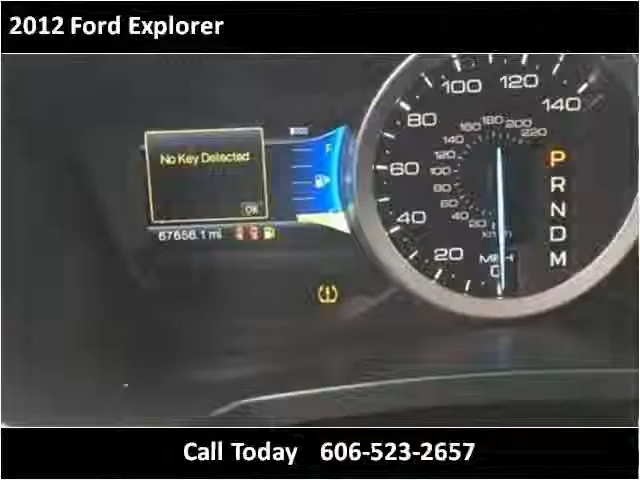 2012 Ford Explorer
No Key Detected
OK
F
67656.1 mi
100 120
80 140
60
40
20
0
MPH
180
160 200
140 220
120
100
80
60
40
20
km/h
P
R
N
D
M
Call Today 606-523-2657